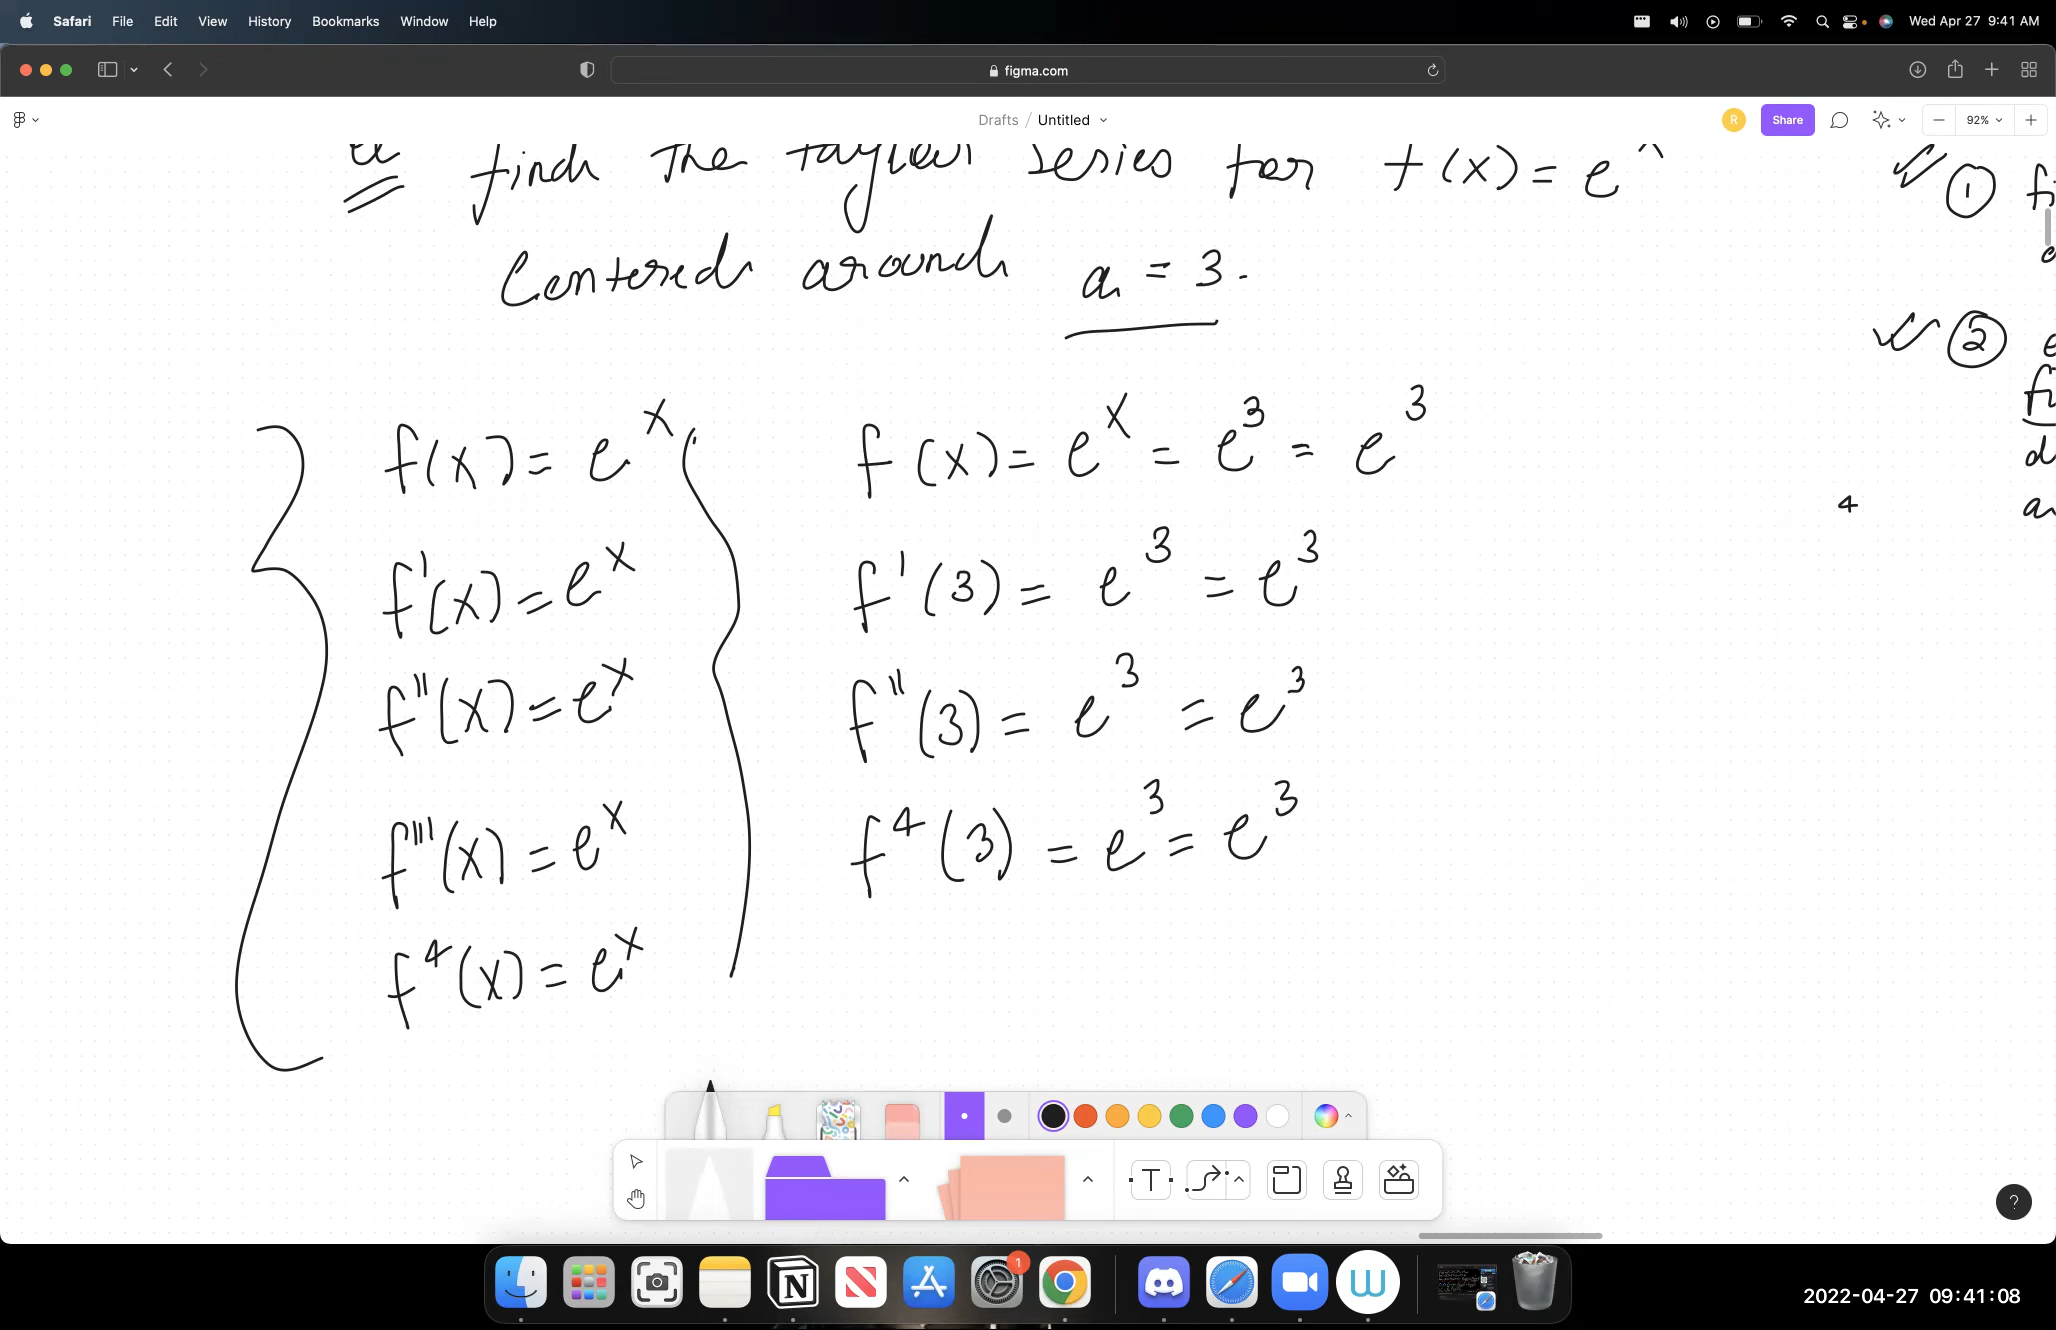 Safari File Edit View History Bookmarks Window Help Wed Apr 27 9:41 AM
figma.com
Drafts / Untitled R Share 92%
find the taylor series for f(x) = e^x
Centered around a = 3.
1
2
f(x) = e^x
f'(x) = e^x
f''(x) = e^x
f'''(x) = e^x
f^4(x) = e^x
f(x) = e^x = e^3 = e^3
f'(3) = e^3 = e^3
f''(3) = e^3 = e^3
f^4(3) = e^3 = e^3
4
T
?
1
2022-04-27 09:41:08